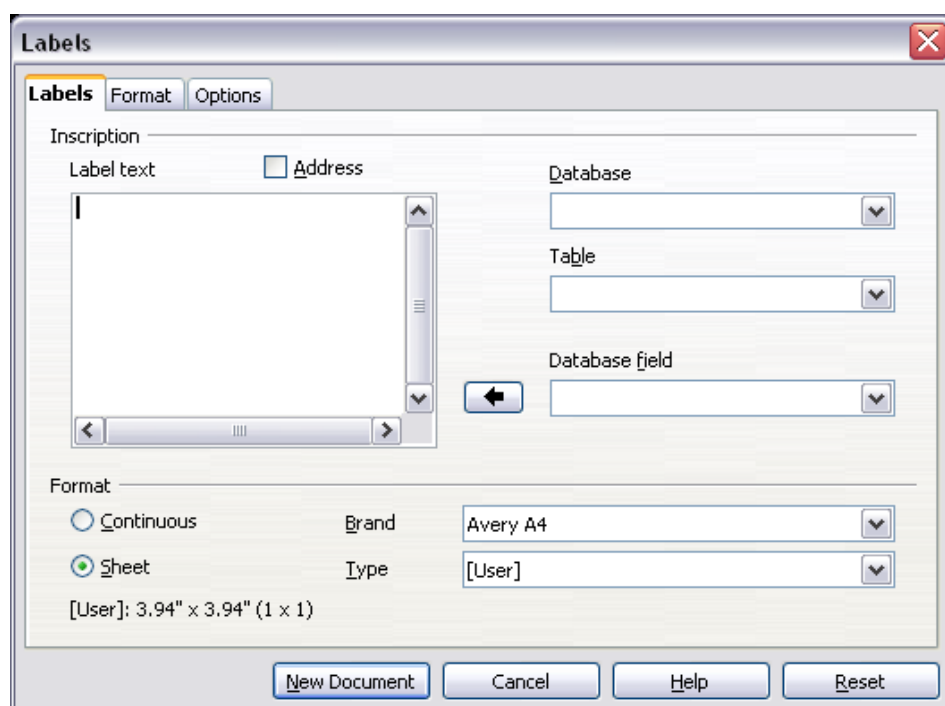 Labels
Labels Format Options
Inscription
Label text Address
Database
Table
Database field
Format
Continuous Brand Avery A4
Sheet Type [User]
[User]: 3.94" x 3.94" (1 x 1)
New Document Cancel Help Reset